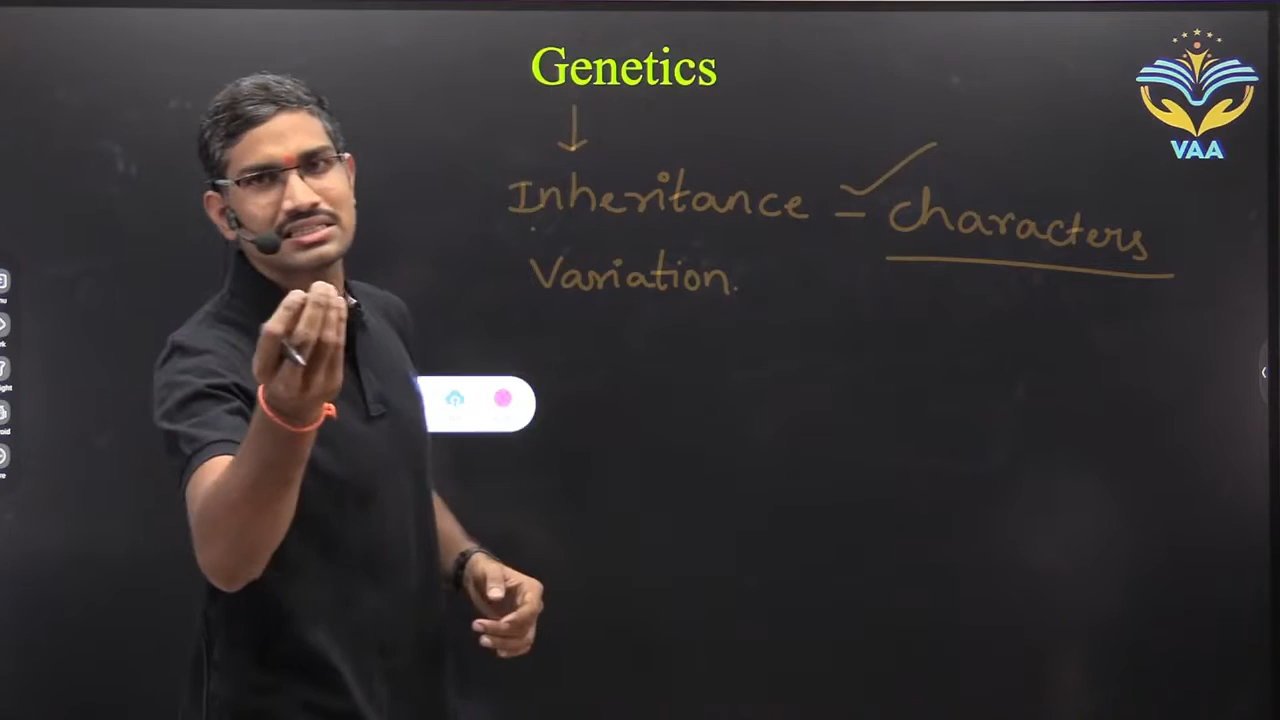 Genetics
VAA
Inheritance – characters
Variation.